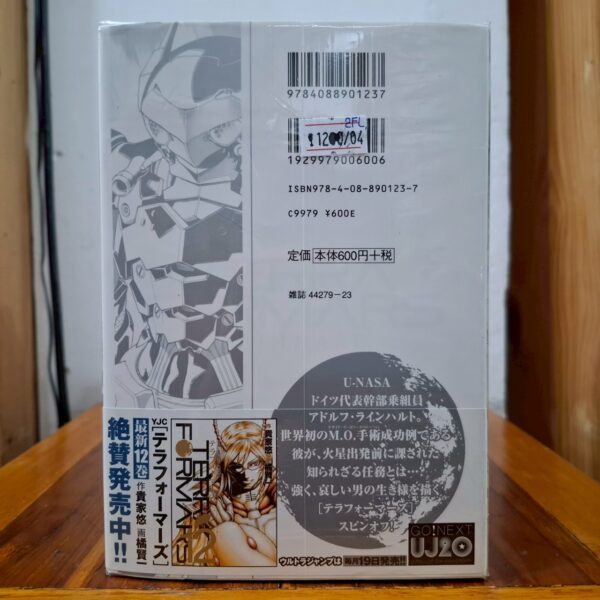 9784088901237
2FL
1200/04
1929979006006
ISBN978-4-08-890123-7
C9979 ¥600E
定価 本体600円+税
雑誌 44279-23
U-NASA
ドイツ代表幹部乗組員
アドルフ・ラインハルト。
世界初のM.O.手術成功例である
彼が、火星出発前に課された
知られざる任務とは…!
強く、哀しい男の生き様を描く
[テラフォーマーズ]
スピンオフ!
YJC[テラフォーマーズ]
最新12巻 作 貴家悠 画 橘賢一
絶賛発売中!!
TERRA
FORMARS
12
GO!NEXT
UJ20
ウルトラジャンプは 毎月19日発売!!